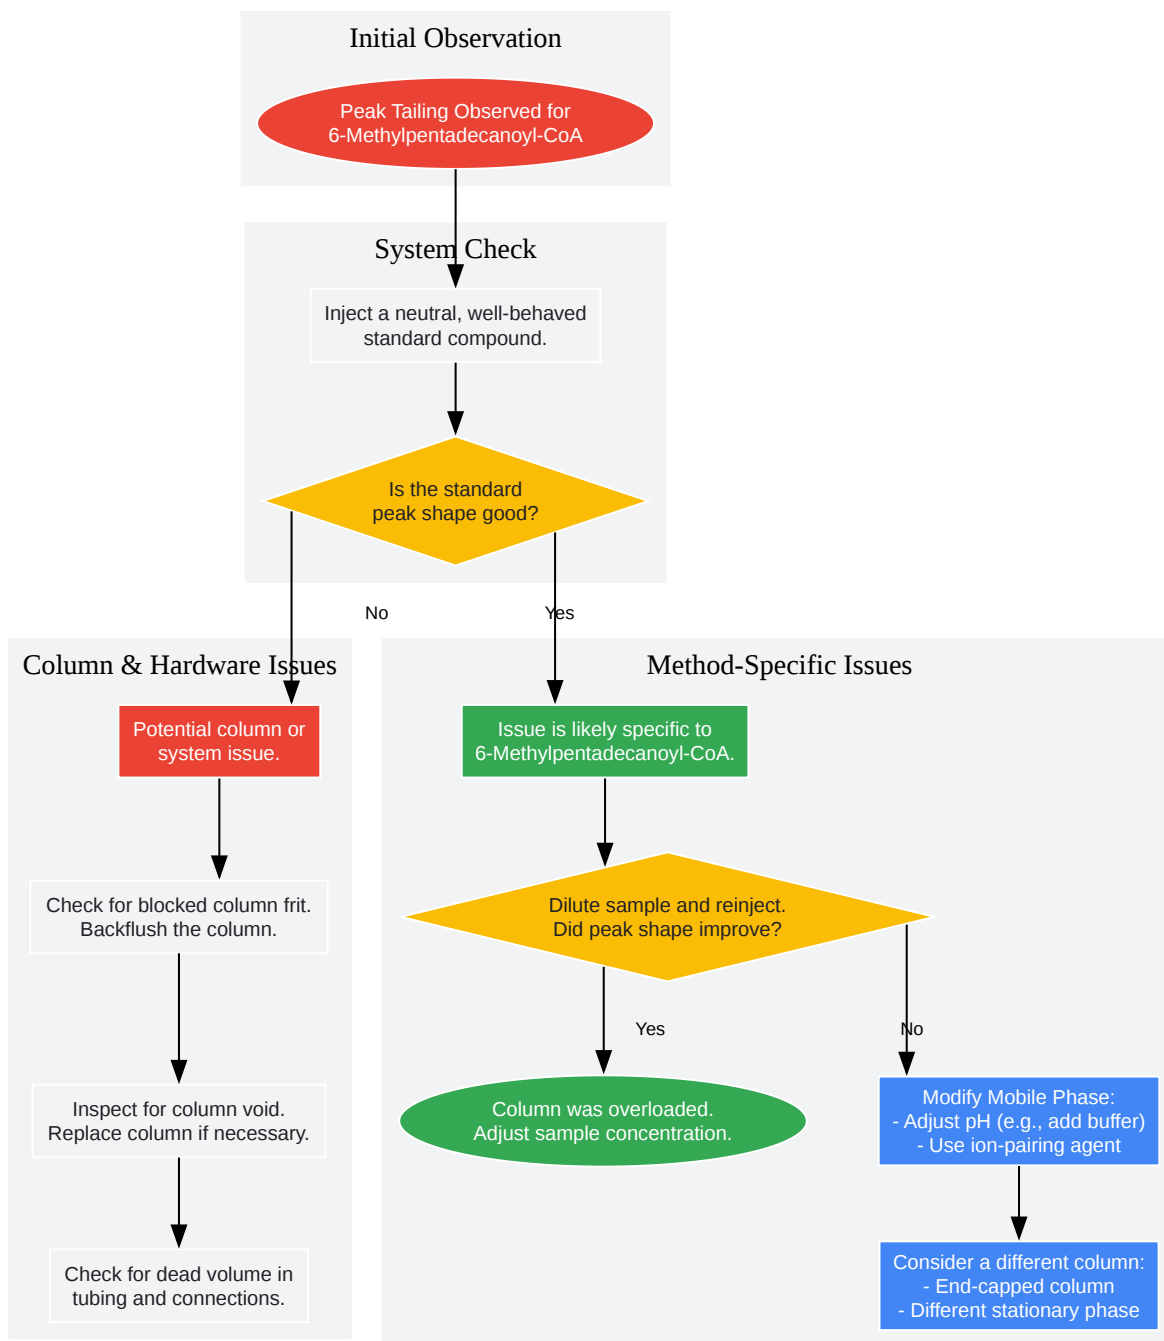 Initial Observation
Peak Tailing Observed for
6-Methylpentadecanoyl-CoA
System Check
Inject a neutral, well-behaved
standard compound.
Is the standard
peak shape good?
No
Yes
Column & Hardware Issues
Potential column or
system issue.
Check for blocked column frit.
Backflush the column.
Inspect for column void.
Replace column if necessary.
Check for dead volume in
tubing and connections.
Method-Specific Issues
Issue is likely specific to
6-Methylpentadecanoyl-CoA.
Dilute sample and reinject.
Did peak shape improve?
Yes
No
Column was overloaded.
Adjust sample concentration.
Modify Mobile Phase:
- Adjust pH (e.g., add buffer)
- Use ion-pairing agent
Consider a different column:
- End-capped column
- Different stationary phase